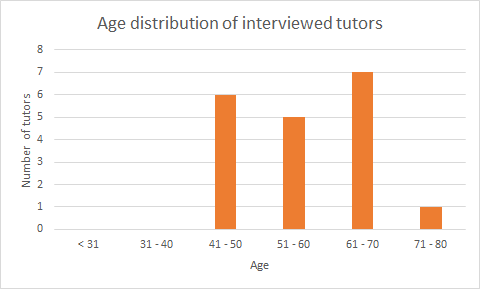 Age distribution of interviewed tutors
8
7
6
5
4
3
2
1
0
Number of tutors
< 31
31 - 40
41 - 50
51 - 60
61 - 70
71 - 80
Age